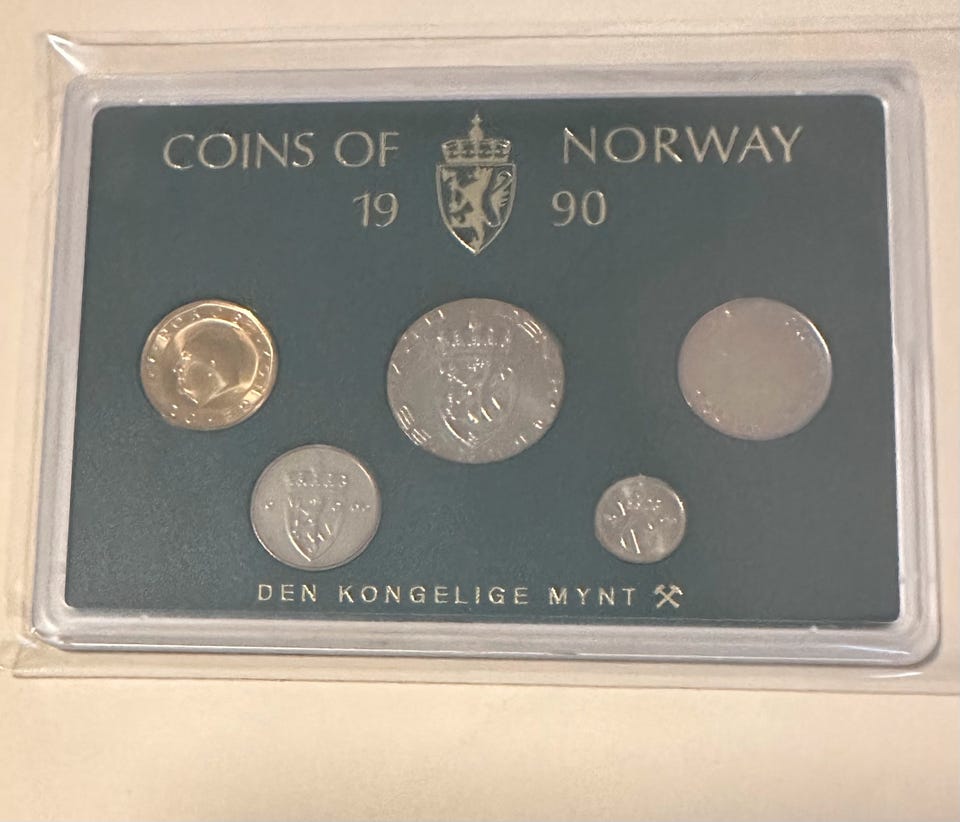 COINS OF NORWAY
19 90
DEN KONGELIGE MYNT